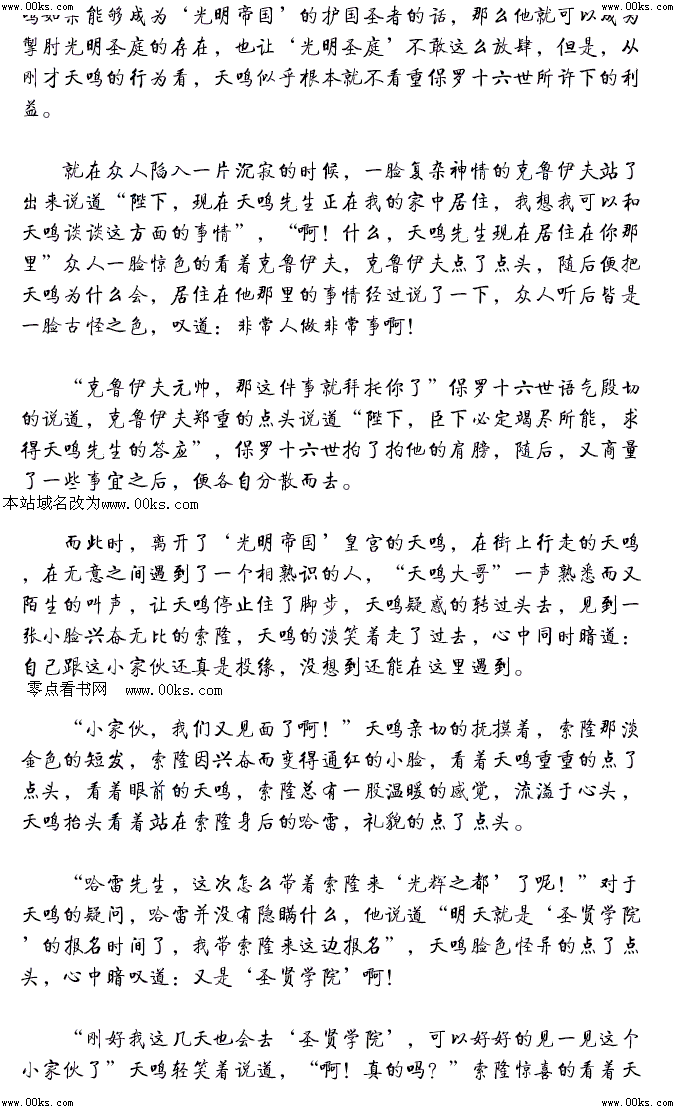 www.00ks.com www.00ks.com
鸣如果能够成为‘光明帝国’的护国圣者的话，那么他就可以成为
掣肘光明圣庭的存在，也让‘光明圣庭’不敢这么放肆，但是，从
刚才天鸣的行为看，天鸣似乎根本就不看重保罗十六世所许下的利
益。
就在众人陷入一片沉寂的时候，一脸复杂神情的克鲁伊夫站了
出来说道“陛下，现在天鸣先生正在我的家中居住，我想我可以和
天鸣谈谈这方面的事情”，“啊！什么，天鸣先生现在居住在你那
里”众人一脸惊色的看着克鲁伊夫，克鲁伊夫点了点头，随后便把
天鸣为什么会，居住在他那里的事情经过说了一下，众人听后皆是
一脸古怪之色，叹道：非常人做非常事啊！
“克鲁伊夫元帅，那这件事就拜托你了”保罗十六世语气殷切
的说道，克鲁伊夫郑重的点头说道“陛下，臣下必定竭尽所能，求
得天鸣先生的答应”，保罗十六世拍了拍他的肩膀，随后，又商量
了一些事宜之后，便各自分散而去。
本站域名改为www.00ks.com
而此时，离开了‘光明帝国’皇宫的天鸣，在街上行走的天鸣
，在无意之间遇到了一个相熟识的人，“天鸣大哥”一声熟悉而又
陌生的叫声，让天鸣停止住了脚步，天鸣疑惑的转过头去，见到一
张小脸兴奋无比的索隆，天鸣的淡笑着走了过去，心中同时暗道：
自己跟这小家伙还真是投缘，没想到还能在这里遇到。
零点看书网 www.00ks.com
“小家伙，我们又见面了啊！”天鸣亲切的抚摸着，索隆那淡
金色的短发，索隆因兴奋而变得通红的小脸，看着天鸣重重的点了
点头，看着眼前的天鸣，索隆总有一股温暖的感觉，流溢于心头，
天鸣抬头看着站在索隆身后的哈雷，礼貌的点了点头。
“哈雷先生，这次怎么带着索隆来‘光辉之都’了呢！”对于
天鸣的疑问，哈雷并没有隐瞒什么，他说道“明天就是‘圣贤学院
’的报名时间了，我带索隆来这边报名”，天鸣脸色怪异的点了点
头，心中暗叹道：又是‘圣贤学院’啊！
“刚好我这几天也会去‘圣贤学院’，可以好好的见一见这个
小家伙了”天鸣轻笑着说道，“啊！真的吗？”索隆惊喜的看着天
www.00ks.com www.00ks.com